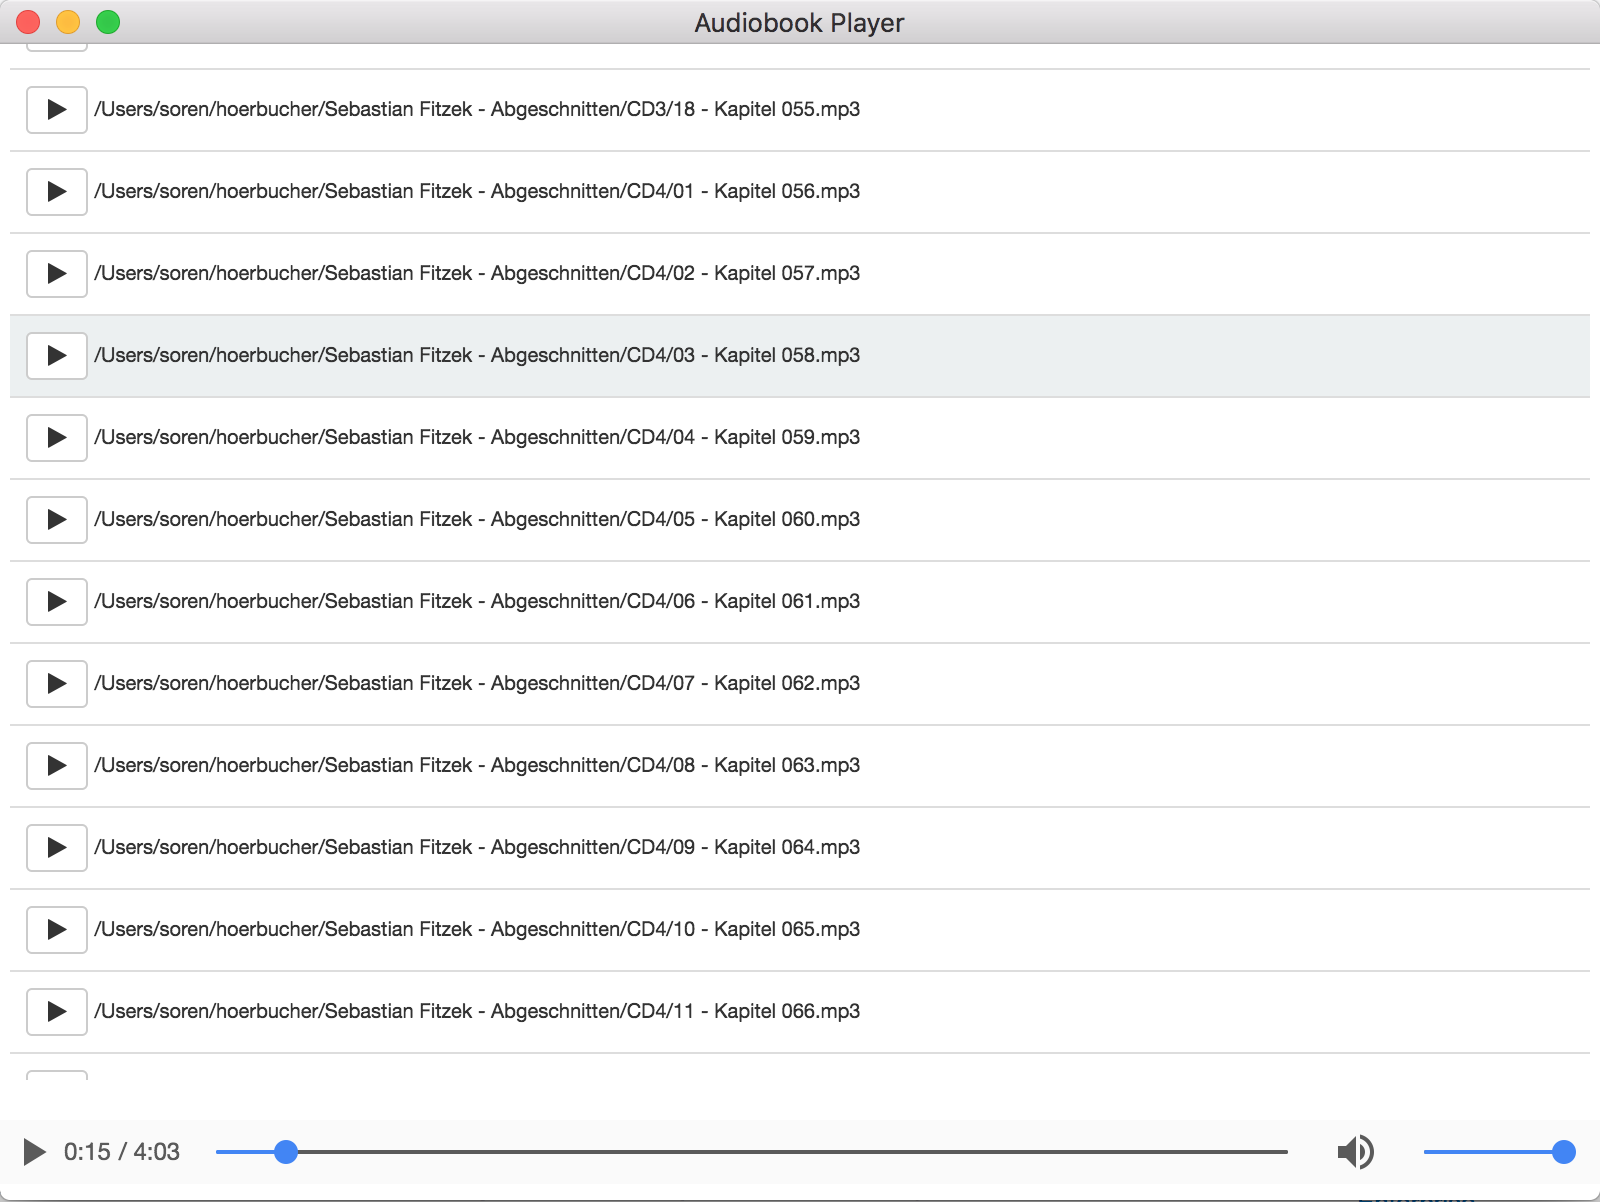 Audiobook Player
/Users/soren/hoerbucher/Sebastian Fitzek - Abgeschnitten/CD3/18 - Kapitel 055.mp3
/Users/soren/hoerbucher/Sebastian Fitzek - Abgeschnitten/CD4/01 - Kapitel 056.mp3
/Users/soren/hoerbucher/Sebastian Fitzek - Abgeschnitten/CD4/02 - Kapitel 057.mp3
/Users/soren/hoerbucher/Sebastian Fitzek - Abgeschnitten/CD4/03 - Kapitel 058.mp3
/Users/soren/hoerbucher/Sebastian Fitzek - Abgeschnitten/CD4/04 - Kapitel 059.mp3
/Users/soren/hoerbucher/Sebastian Fitzek - Abgeschnitten/CD4/05 - Kapitel 060.mp3
/Users/soren/hoerbucher/Sebastian Fitzek - Abgeschnitten/CD4/06 - Kapitel 061.mp3
/Users/soren/hoerbucher/Sebastian Fitzek - Abgeschnitten/CD4/07 - Kapitel 062.mp3
/Users/soren/hoerbucher/Sebastian Fitzek - Abgeschnitten/CD4/08 - Kapitel 063.mp3
/Users/soren/hoerbucher/Sebastian Fitzek - Abgeschnitten/CD4/09 - Kapitel 064.mp3
/Users/soren/hoerbucher/Sebastian Fitzek - Abgeschnitten/CD4/10 - Kapitel 065.mp3
/Users/soren/hoerbucher/Sebastian Fitzek - Abgeschnitten/CD4/11 - Kapitel 066.mp3
0:15 / 4:03